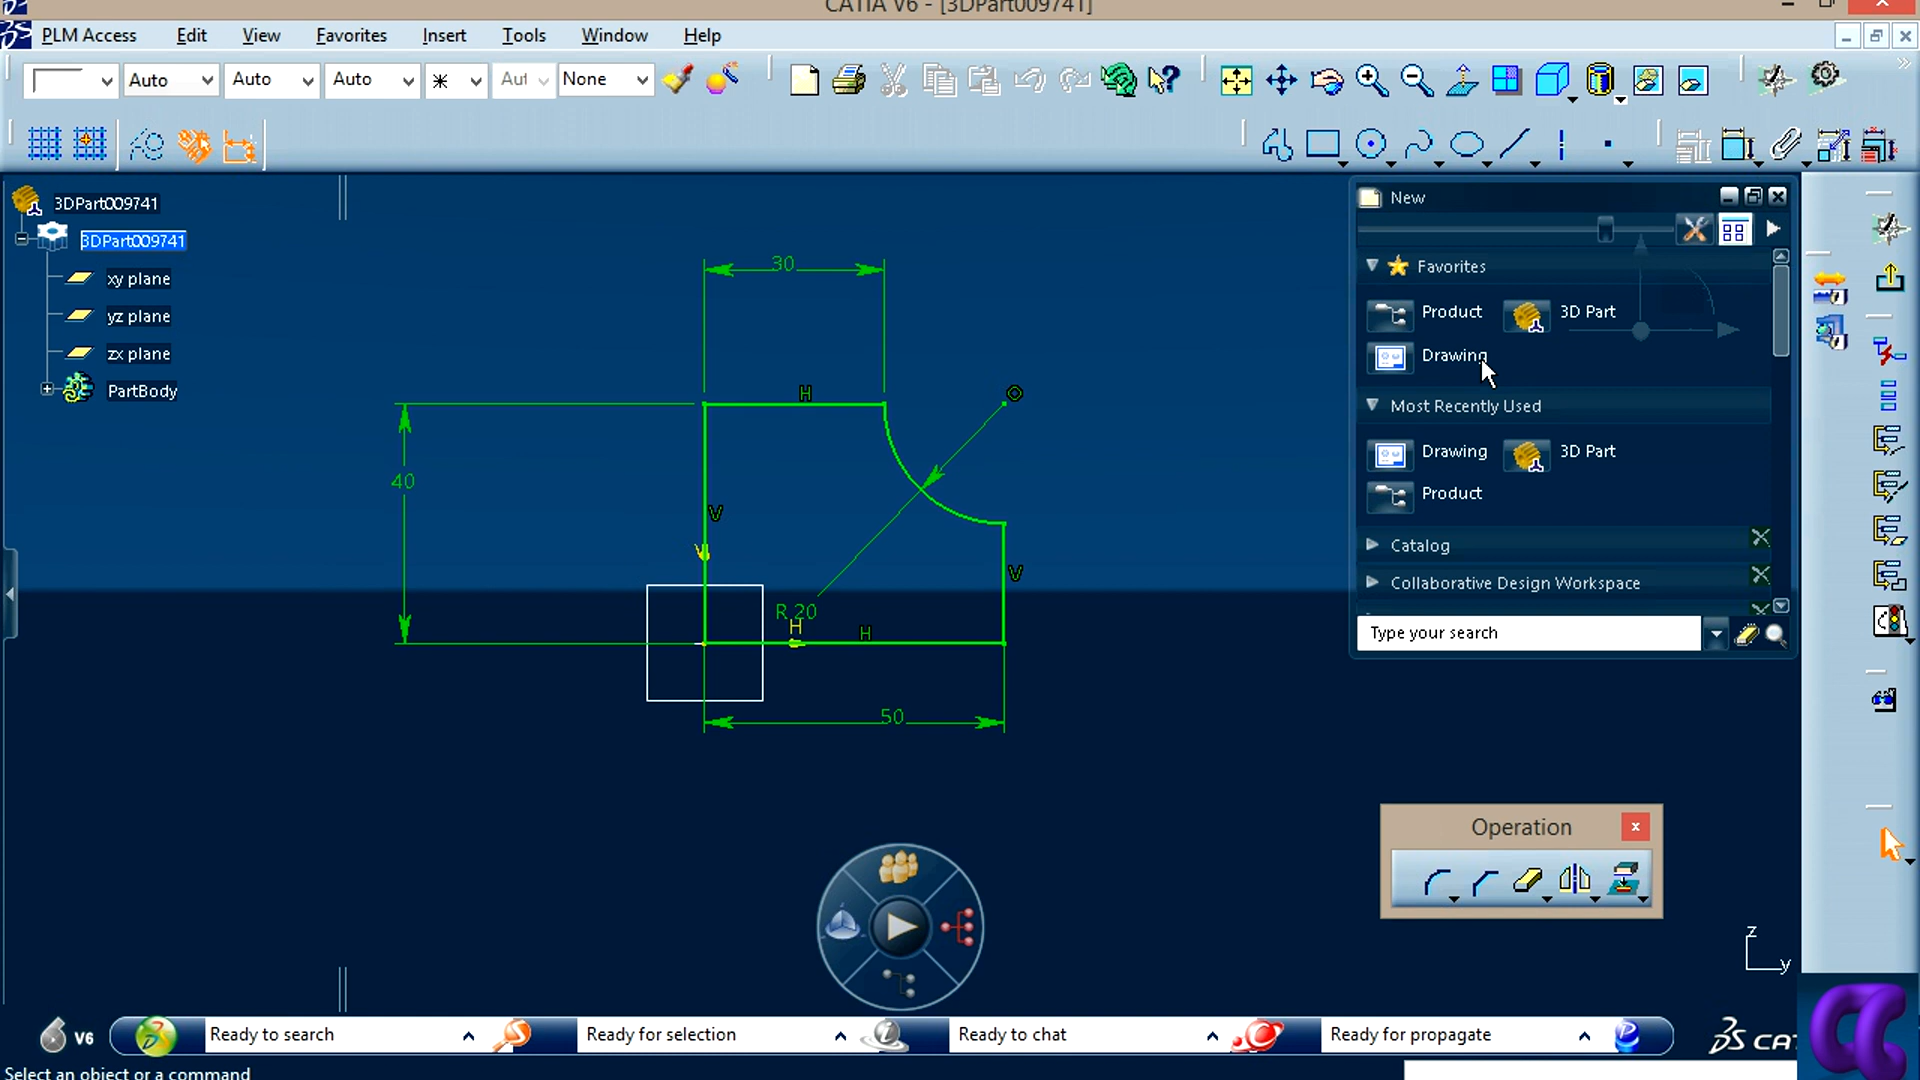 CATIA V6 - [3DPart009741]
PLM Access Edit View Favorites Insert Tools Window Help
Auto Auto Auto Aut None
3DPart009741
3DPart009741
xy plane
yz plane
zx plane
PartBody
30
H
40
V
V
V
R 20
H
H
50
New
Favorites
Product 3D Part
Drawing
Most Recently Used
Drawing 3D Part
Product
Catalog
Collaborative Design Workspace
Type your search
Operation
z
y
V6 Ready to search Ready for selection Ready to chat Ready for propagate
Select an object or a command